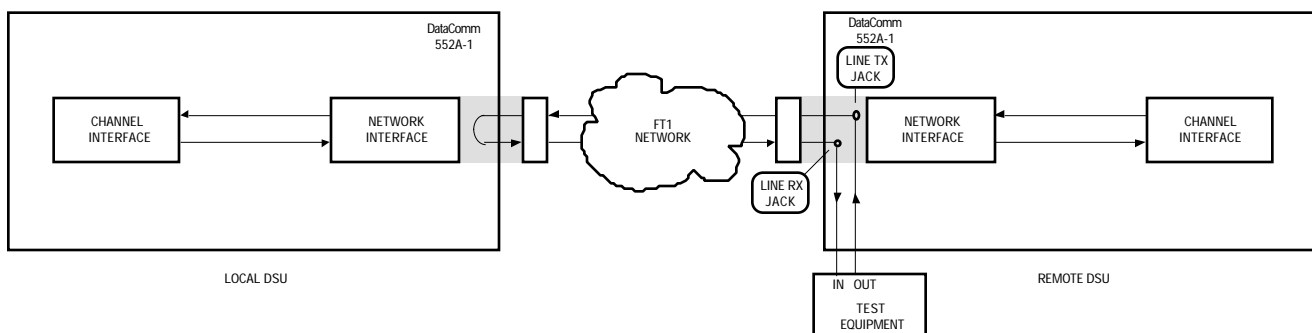 DataComm
552A-1
CHANNEL
INTERFACE
NETWORK
INTERFACE
FT1
NETWORK
DataComm
552A-1
LINE TX
JACK
LINE RX
JACK
NETWORK
INTERFACE
CHANNEL
INTERFACE
LOCAL DSU
IN OUT
TEST
EQUIPMENT
REMOTE DSU